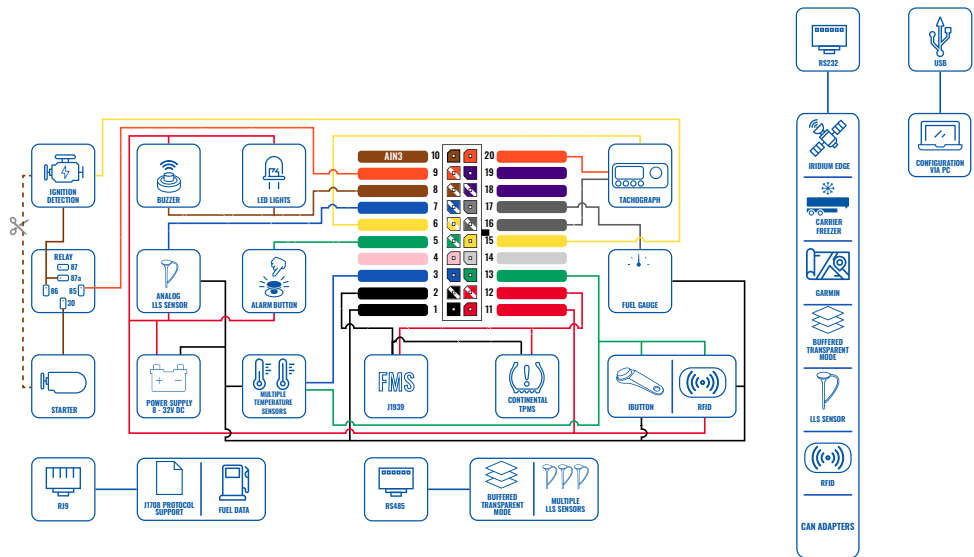 RS232
USB
IGNITION
DETECTION
BUZZER
LED LIGHTS
AIN3
10
9
8
7
6
5
4
3
2
1
20
19
18
17
16
15
14
13
12
11
TACHOGRAPH
IRIDIUM EDGE
CONFIGURATION
VIA PC
CARRIER
FREEZER
RELAY
87
87a
86
85
30
ANALOG
LLS SENSOR
ALARM BUTTON
FUEL GAUGE
GARMIN
BUFFERED
TRANSPARENT
MODE
STARTER
POWER SUPPLY
8 - 32V DC
MULTIPLE
TEMPERATURE
SENSORS
FMS
J1939
CONTINENTAL
TPMS
IBUTTON
RFID
LLS SENSOR
RFID
RJ9
J1708 PROTOCOL
SUPPORT
FUEL DATA
RS485
BUFFERED
TRANSPARENT
MODE
MULTIPLE
LLS SENSORS
CAN ADAPTERS